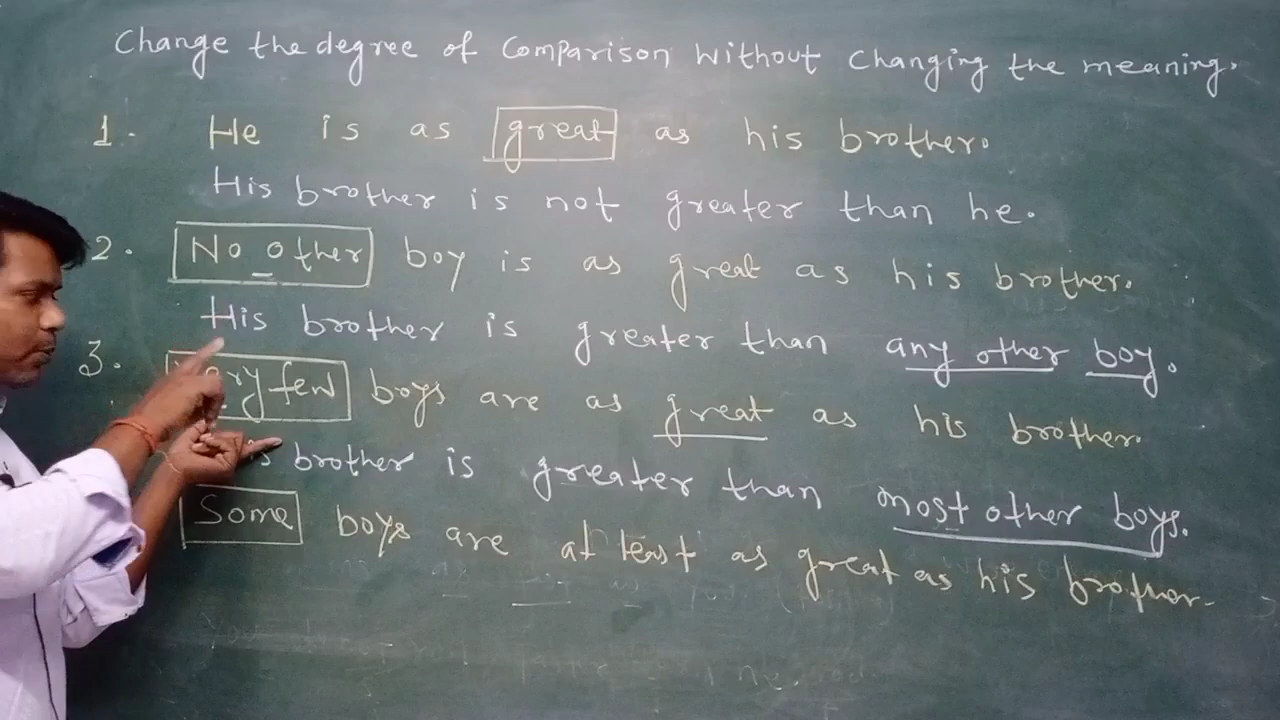 Change the degree of Comparison Without Changing the meaning.
1. He is as great as his brother.
His brother is not greater than he.
2. No other boy is as great as his brother.
His brother is greater than any other boy.
3. Very few boys are as great as his brother.
brother is greater than most other boys.
Some boys are at least as great as his brother.